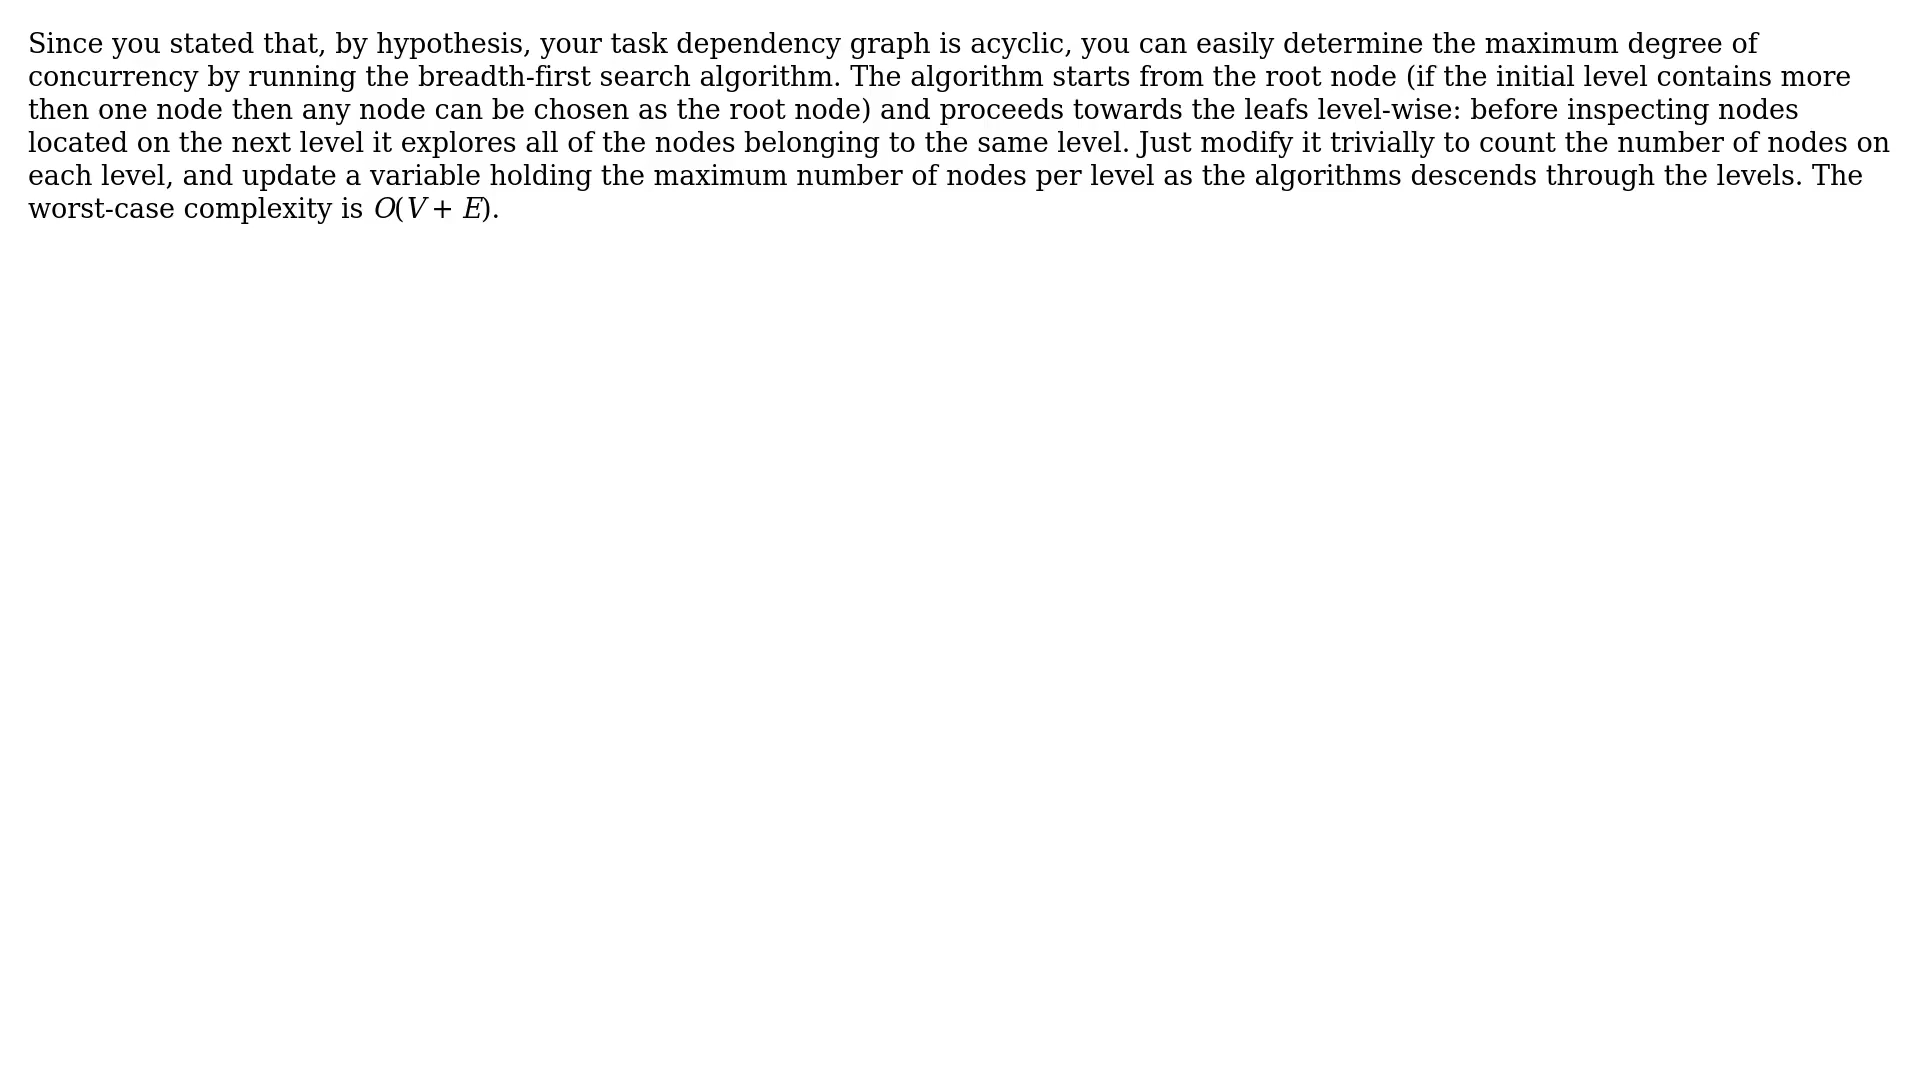 Since you stated that, by hypothesis, your task dependency graph is acyclic, you can easily determine the maximum degree of
concurrency by running the breadth-first search algorithm. The algorithm starts from the root node (if the initial level contains more
then one node then any node can be chosen as the root node) and proceeds towards the leafs level-wise: before inspecting nodes
located on the next level it explores all of the nodes belonging to the same level. Just modify it trivially to count the number of nodes on
each level, and update a variable holding the maximum number of nodes per level as the algorithms descends through the levels. The
worst-case complexity is O(V + E).